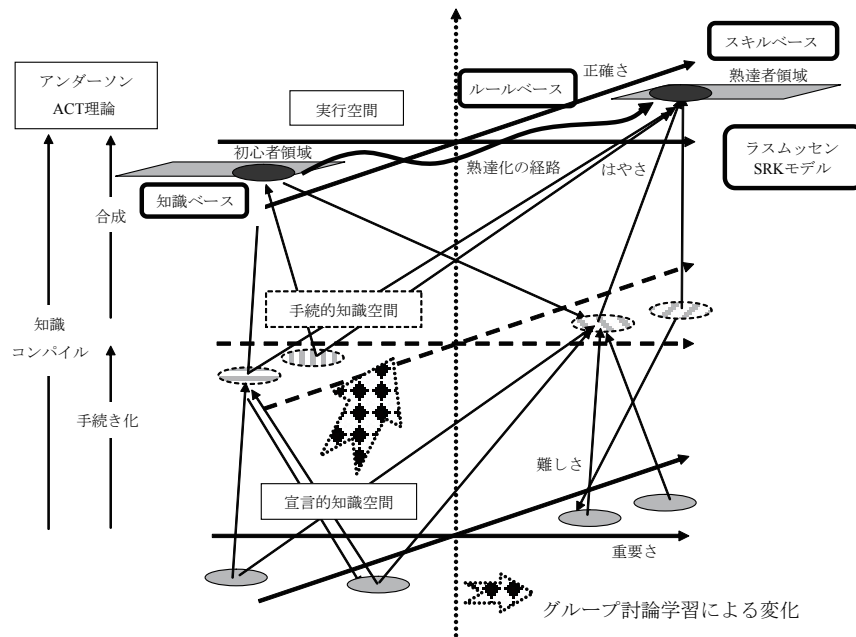 スキルベース
アンダーソン
ACT理論
正確さ
熟達者領域
ルールベース
実行空間
初心者領域
熟達化の経路
はやさ
ラスムッセン
SRKモデル
知識ベース
合成
手続的知識空間
知識
コンパイル
手続き化
難しさ
宣言的知識空間
重要さ
グループ討論学習による変化